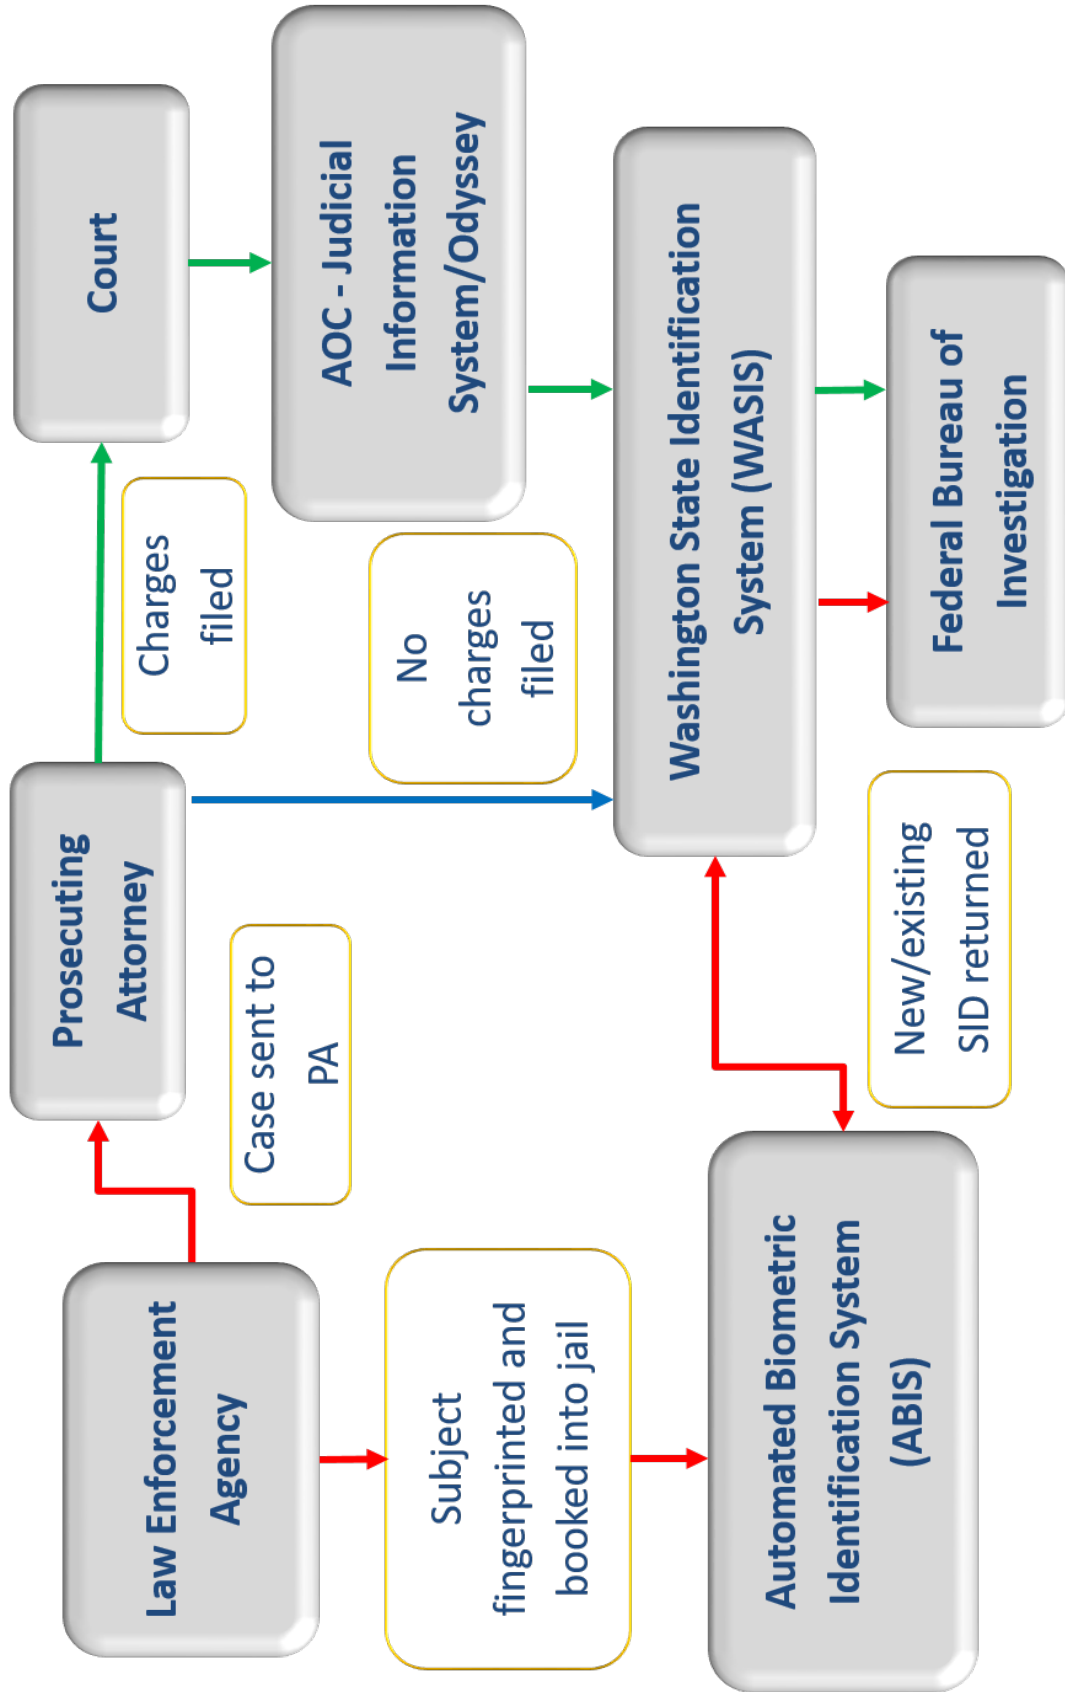 Law Enforcement
Agency
Prosecuting
Attorney
Court
Case sent to
PA
Charges
filed
Subject
fingerprinted and
booked into jail
No
charges
filed
AOC - Judicial
Information
System/Odyssey
Automated Biometric
Identification System
(ABIS)
Washington State Identification
System (WASIS)
New/existing
SID returned
Federal Bureau of
Investigation